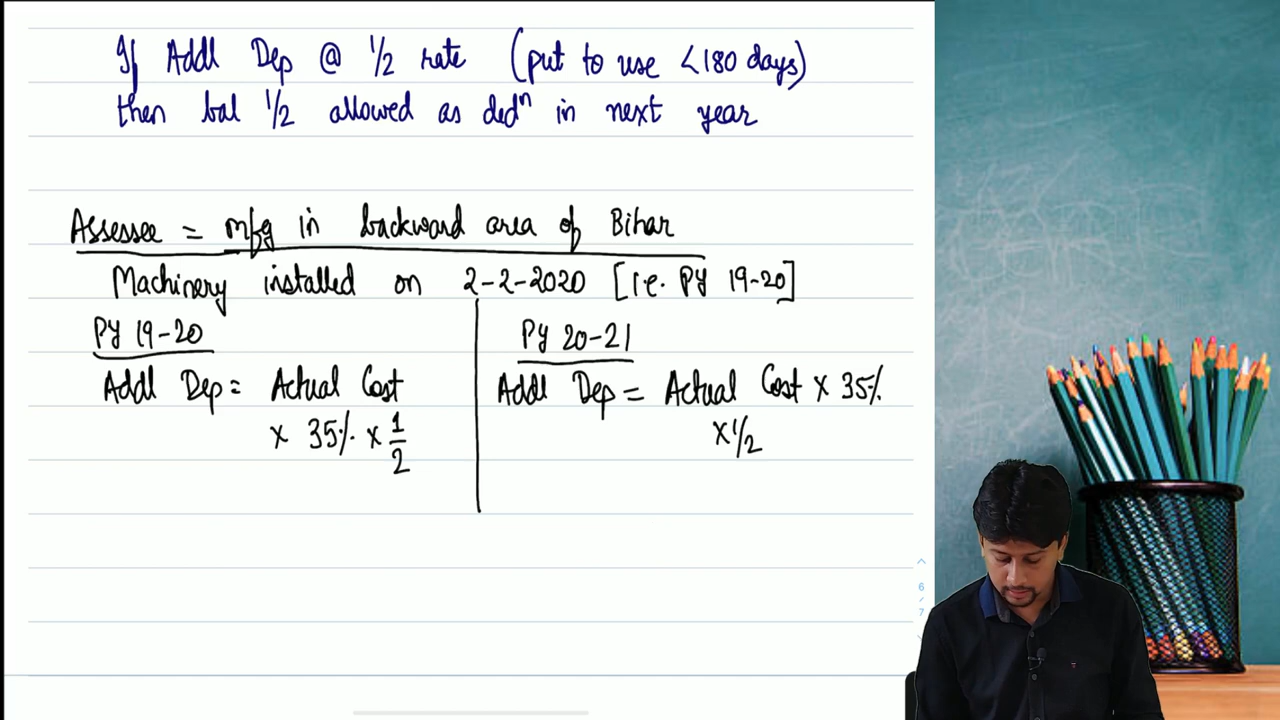 If Addl Dep @ 1/2 rate (put to use <180 days)
then bal 1/2 allowed as dedⁿ in next year
Assessee = mfg in backward area of Bihar
Machinery installed on 2-2-2020 [i.e. PY 19-20]
PY 19-20
Addl Dep = Actual Cost
x 35% x 1/2
PY 20-21
Addl Dep = Actual Cost x 35%
x 1/2
6
/
7